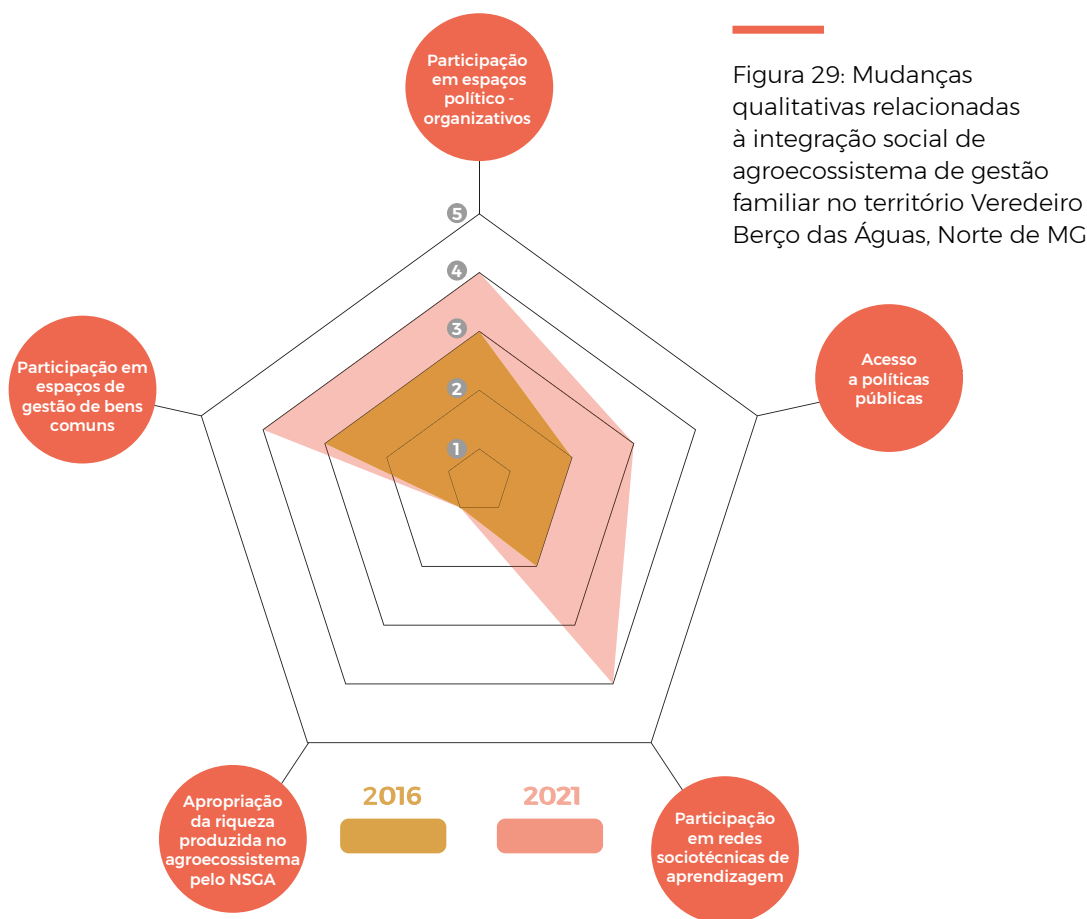 Participação
em espaços
político -
organizativos
Figura 29: Mudanças
qualitativas relacionadas
à integração social de
agroecossistema de gestão
familiar no território Veredeiro
Berço das Águas, Norte de MG
5
4
3
2
1
Participação em
espaços de
gestão de bens
comuns
Acesso
a políticas
públicas
Apropriação
da riqueza
produzida no
agroecossistema
pelo NSGA
2016
2021
Participação
em redes
sociotécnicas de
aprendizagem